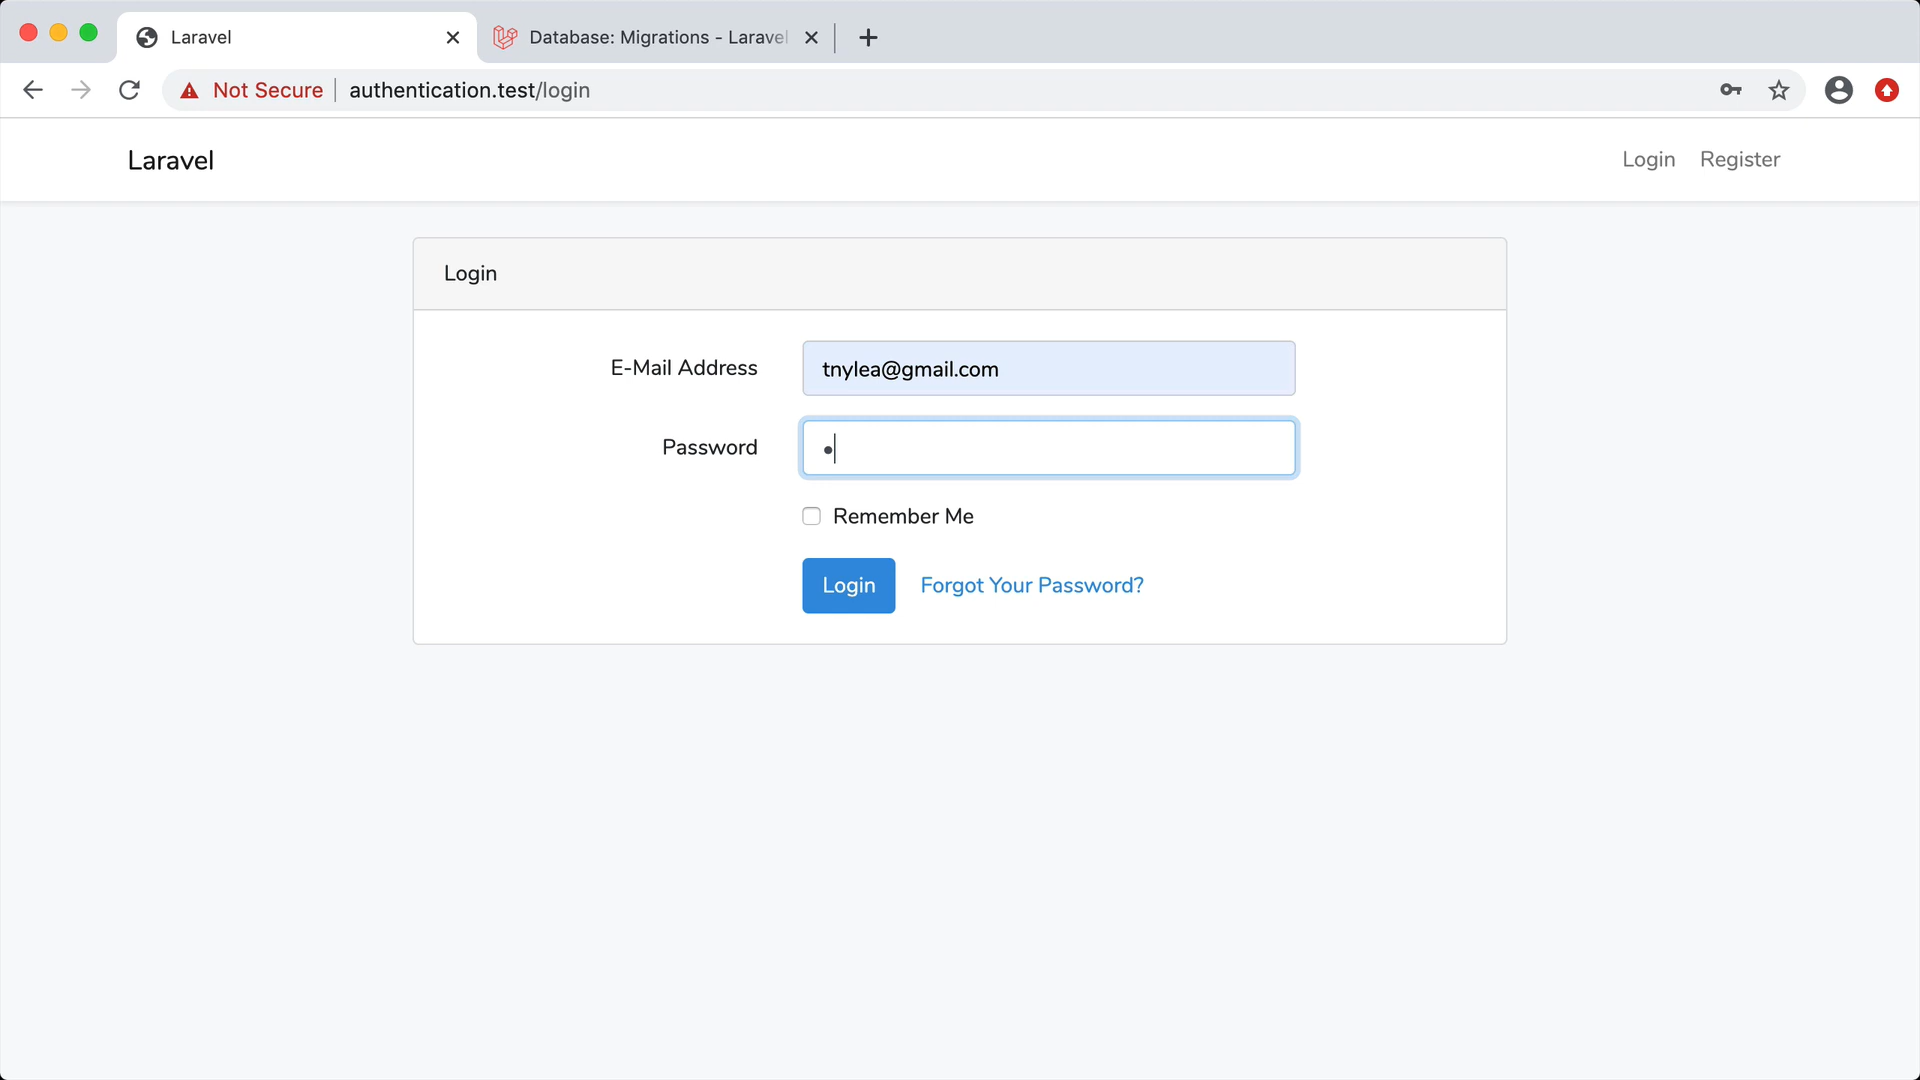 Laravel
Database: Migrations - Laravel
Not Secure
authentication.test/login
Laravel
Login
Register
Login
E-Mail Address
tnylea@gmail.com
Password
Remember Me
Login
Forgot Your Password?